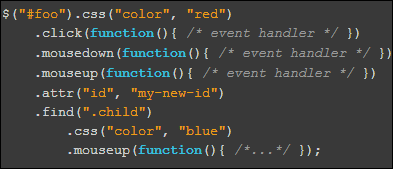 $("#foo").css("color", "red")
    .click(function(){ /* event handler */ })
    .mousedown(function(){ /* event handler */ })
    .mouseup(function(){ /* event handler */ })
    .attr("id", "my-new-id")
    .find(".child")
        .css("color", "blue")
        .mouseup(function(){ /*...*/ });